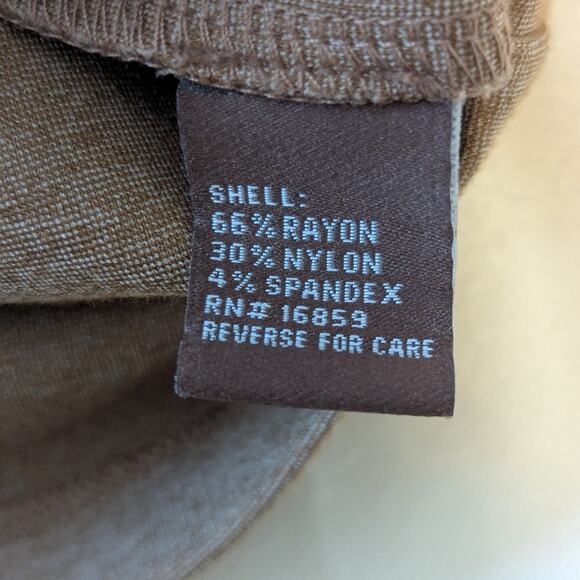 SHELL:
66% RAYON
30% NYLON
4% SPANDEX
RN# 16859
REVERSE FOR CARE